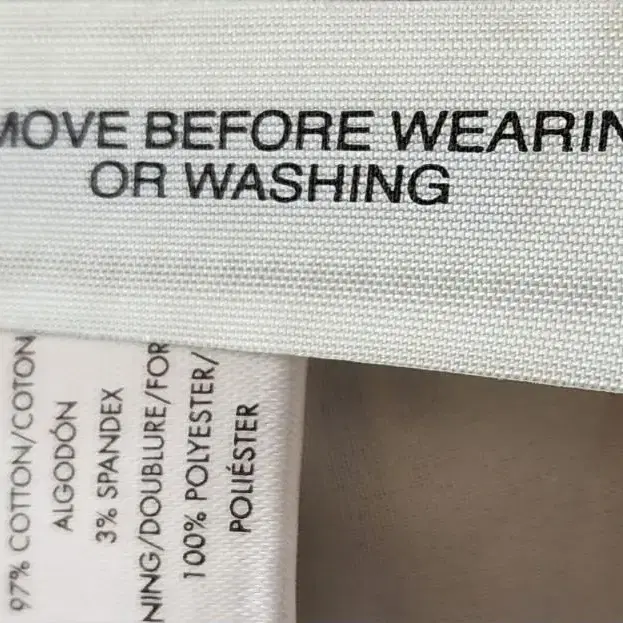 MOVE BEFORE WEARIN
OR WASHING
97% COTTON/COTON
ALGODÓN
3% SPANDEX
NING/DOUBLURE/FOR
100% POLYESTER/
POLIÉSTER